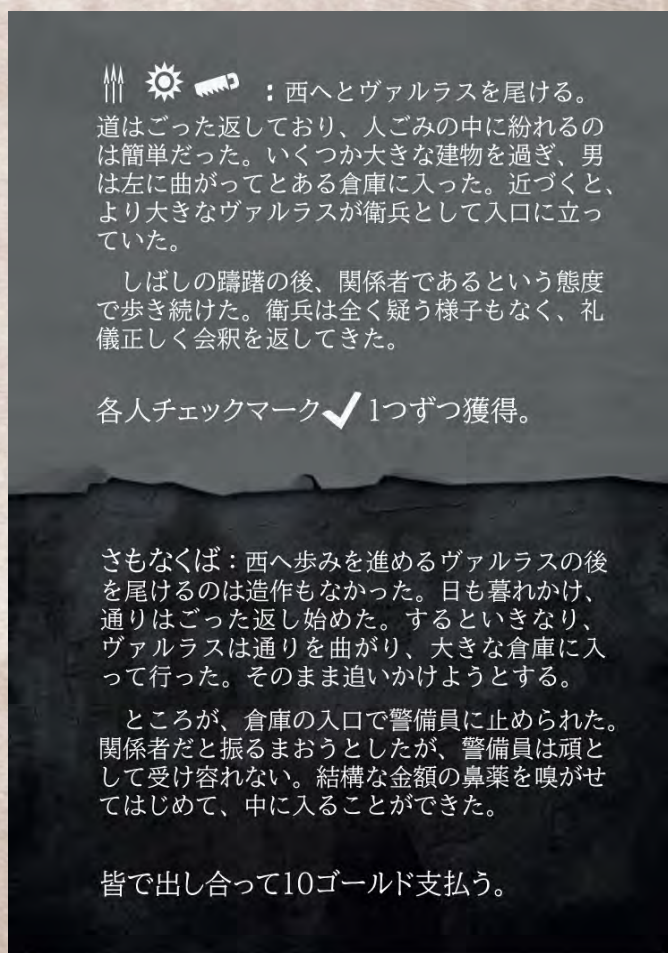 ：西へとヴァルラスを尾ける。
道はごった返しており、人ごみの中に紛れるの
は簡単だった。いくつか大きな建物を過ぎ、男
は左に曲がってとある倉庫に入った。近づくと、
より大きなヴァルラスが衛兵として入口に立っ
ていた。
しばしの躊躇の後、関係者であるという態度
で歩き続けた。衛兵は全く疑う様子もなく、礼
儀正しく会釈を返してきた。
各人チェックマーク✓1つずつ獲得。
さもなくば：西へ歩みを進めるヴァルラスの後
を尾けるのは造作もなかった。日も暮れかけ、
通りはごった返し始めた。するといきなり、
ヴァルラスは通りを曲がり、大きな倉庫に入
って行った。そのまま追いかけようとする。
ところが、倉庫の入口で警備員に止められた。
関係者だと振るまおうとしたが、警備員は頑と
して受け容れない。結構な金額の鼻薬を嗅がせ
てはじめて、中に入ることができた。
皆で出し合って10ゴールド支払う。